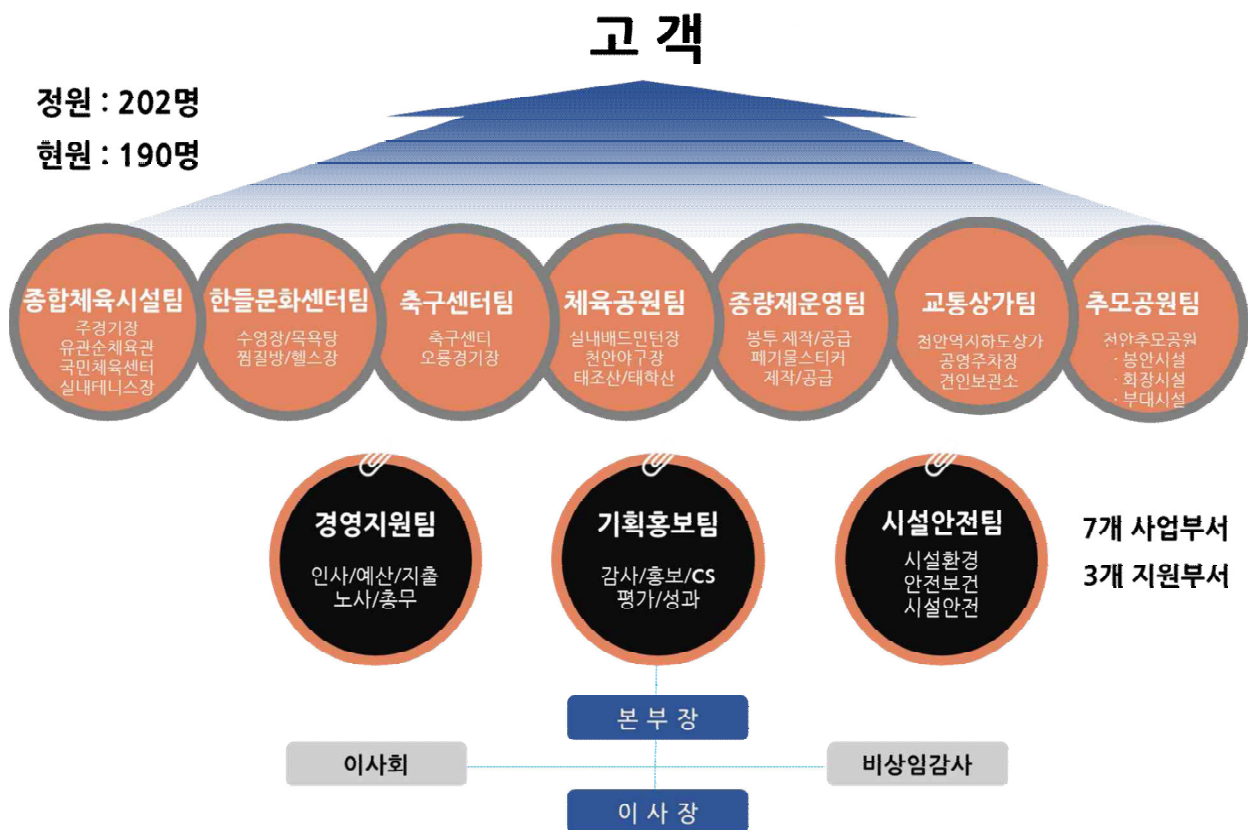 고 객
정원 : 202명
현원 : 190명
종합체육시설팀
주경기장
유관순체육관
국민체육센터
실내테니스장
한들문화센터팀
수영장/목욕탕
찜질방/헬스장
축구센터팀
축구센터
오룡경기장
체육공원팀
실내배드민턴장
천안야구장
태조산/태학산
종량제운영팀
봉투 제작/공급
폐기물스티커
제작/공급
교통상가팀
천안역지하도상가
공영주차장
견인보관소
추모공원팀
천안추모공원
· 봉안시설
· 화장시설
· 부대시설
경영지원팀
인사/예산/지출
노사/총무
기획홍보팀
감사/홍보/CS
평가/성과
시설안전팀
시설환경
안전보건
시설안전
7개 사업부서
3개 지원부서
본 부 장
이사회
비상임감사
이 사 장